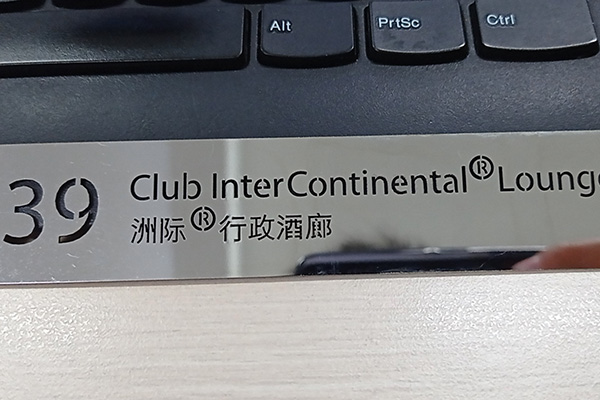 Alt PrtSc Ctrl
39 Club InterContinental® Lounge
洲际®行政酒廊